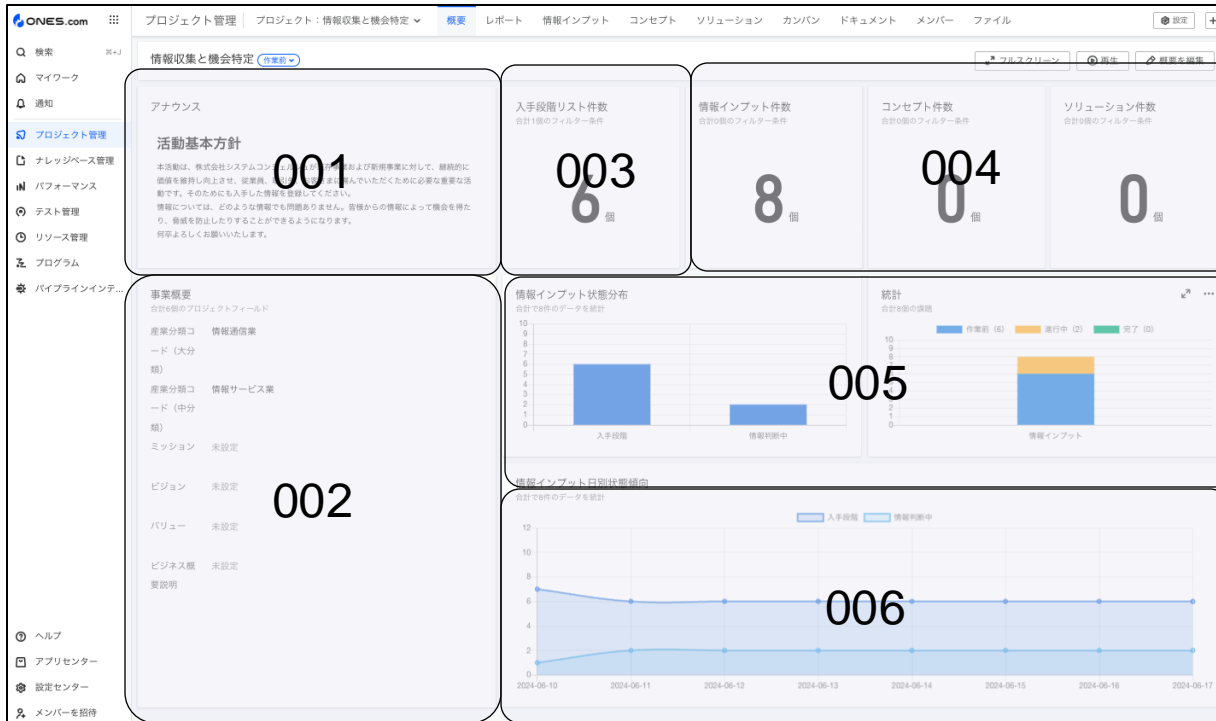 ONES.com
プロジェクト管理
プロジェクト：情報収集と機会特定
概要
レポート
情報インプット
コンセプト
ソリューション
カンバン
ドキュメント
メンバー
ファイル
設定
検索
⌘+J
マイワーク
通知
プロジェクト管理
ナレッジベース管理
パフォーマンス
テスト管理
リソース管理
プログラム
パイプラインインテ...
ヘルプ
アプリセンター
設定センター
メンバーを招待
情報収集と機会特定
作業前
フルスクリーン
再生
概要を編集
アナウンス
活動基本方針
本活動は、株式会社システムコンシェルジュが既存事業および新規事業に対して、継続的に
価値を維持し向上させ、従業員、
客さまに喜んでいただくために必要な重要な活
動です。そのためにも入手した情報を登録してください。
情報については、どのような情報でも問題ありません。皆様からの情報によって機会を得た
り、脅威を防止したりすることができるようになります。
何卒よろしくお願いいたします。
001
入手段階リスト件数
合計1個のフィルター条件
6 個
003
情報インプット件数
合計0個のフィルター条件
8 個
コンセプト件数
合計0個のフィルター条件
0 個
004
ソリューション件数
合計0個のフィルター条件
0 個
事業概要
合計6個のプロジェクトフィールド
産業分類コ 情報通信業
ード（大分
類）
産業分類コ 情報サービス業
ード（中分
類）
ミッション 未設定
ビジョン 未設定
バリュー 未設定
ビジネス概 未設定
要説明
002
情報インプット状態分布
合計で8件のデータを統計
10
9
8
7
6
5
4
3
2
1
0
入手段階
情報判断中
005
統計
合計8個の課題
作業前（6） 進行中（2） 完了（0）
10
9
8
7
6
5
4
3
2
1
0
情報インプット
情報インプット日別状態傾向
合計で8件のデータを統計
入手段階 情報判断中
12
10
8
6
4
2
0
006
2024-06-10 2024-06-11 2024-06-12 2024-06-13 2024-06-14 2024-06-15 2024-06-16 2024-06-17